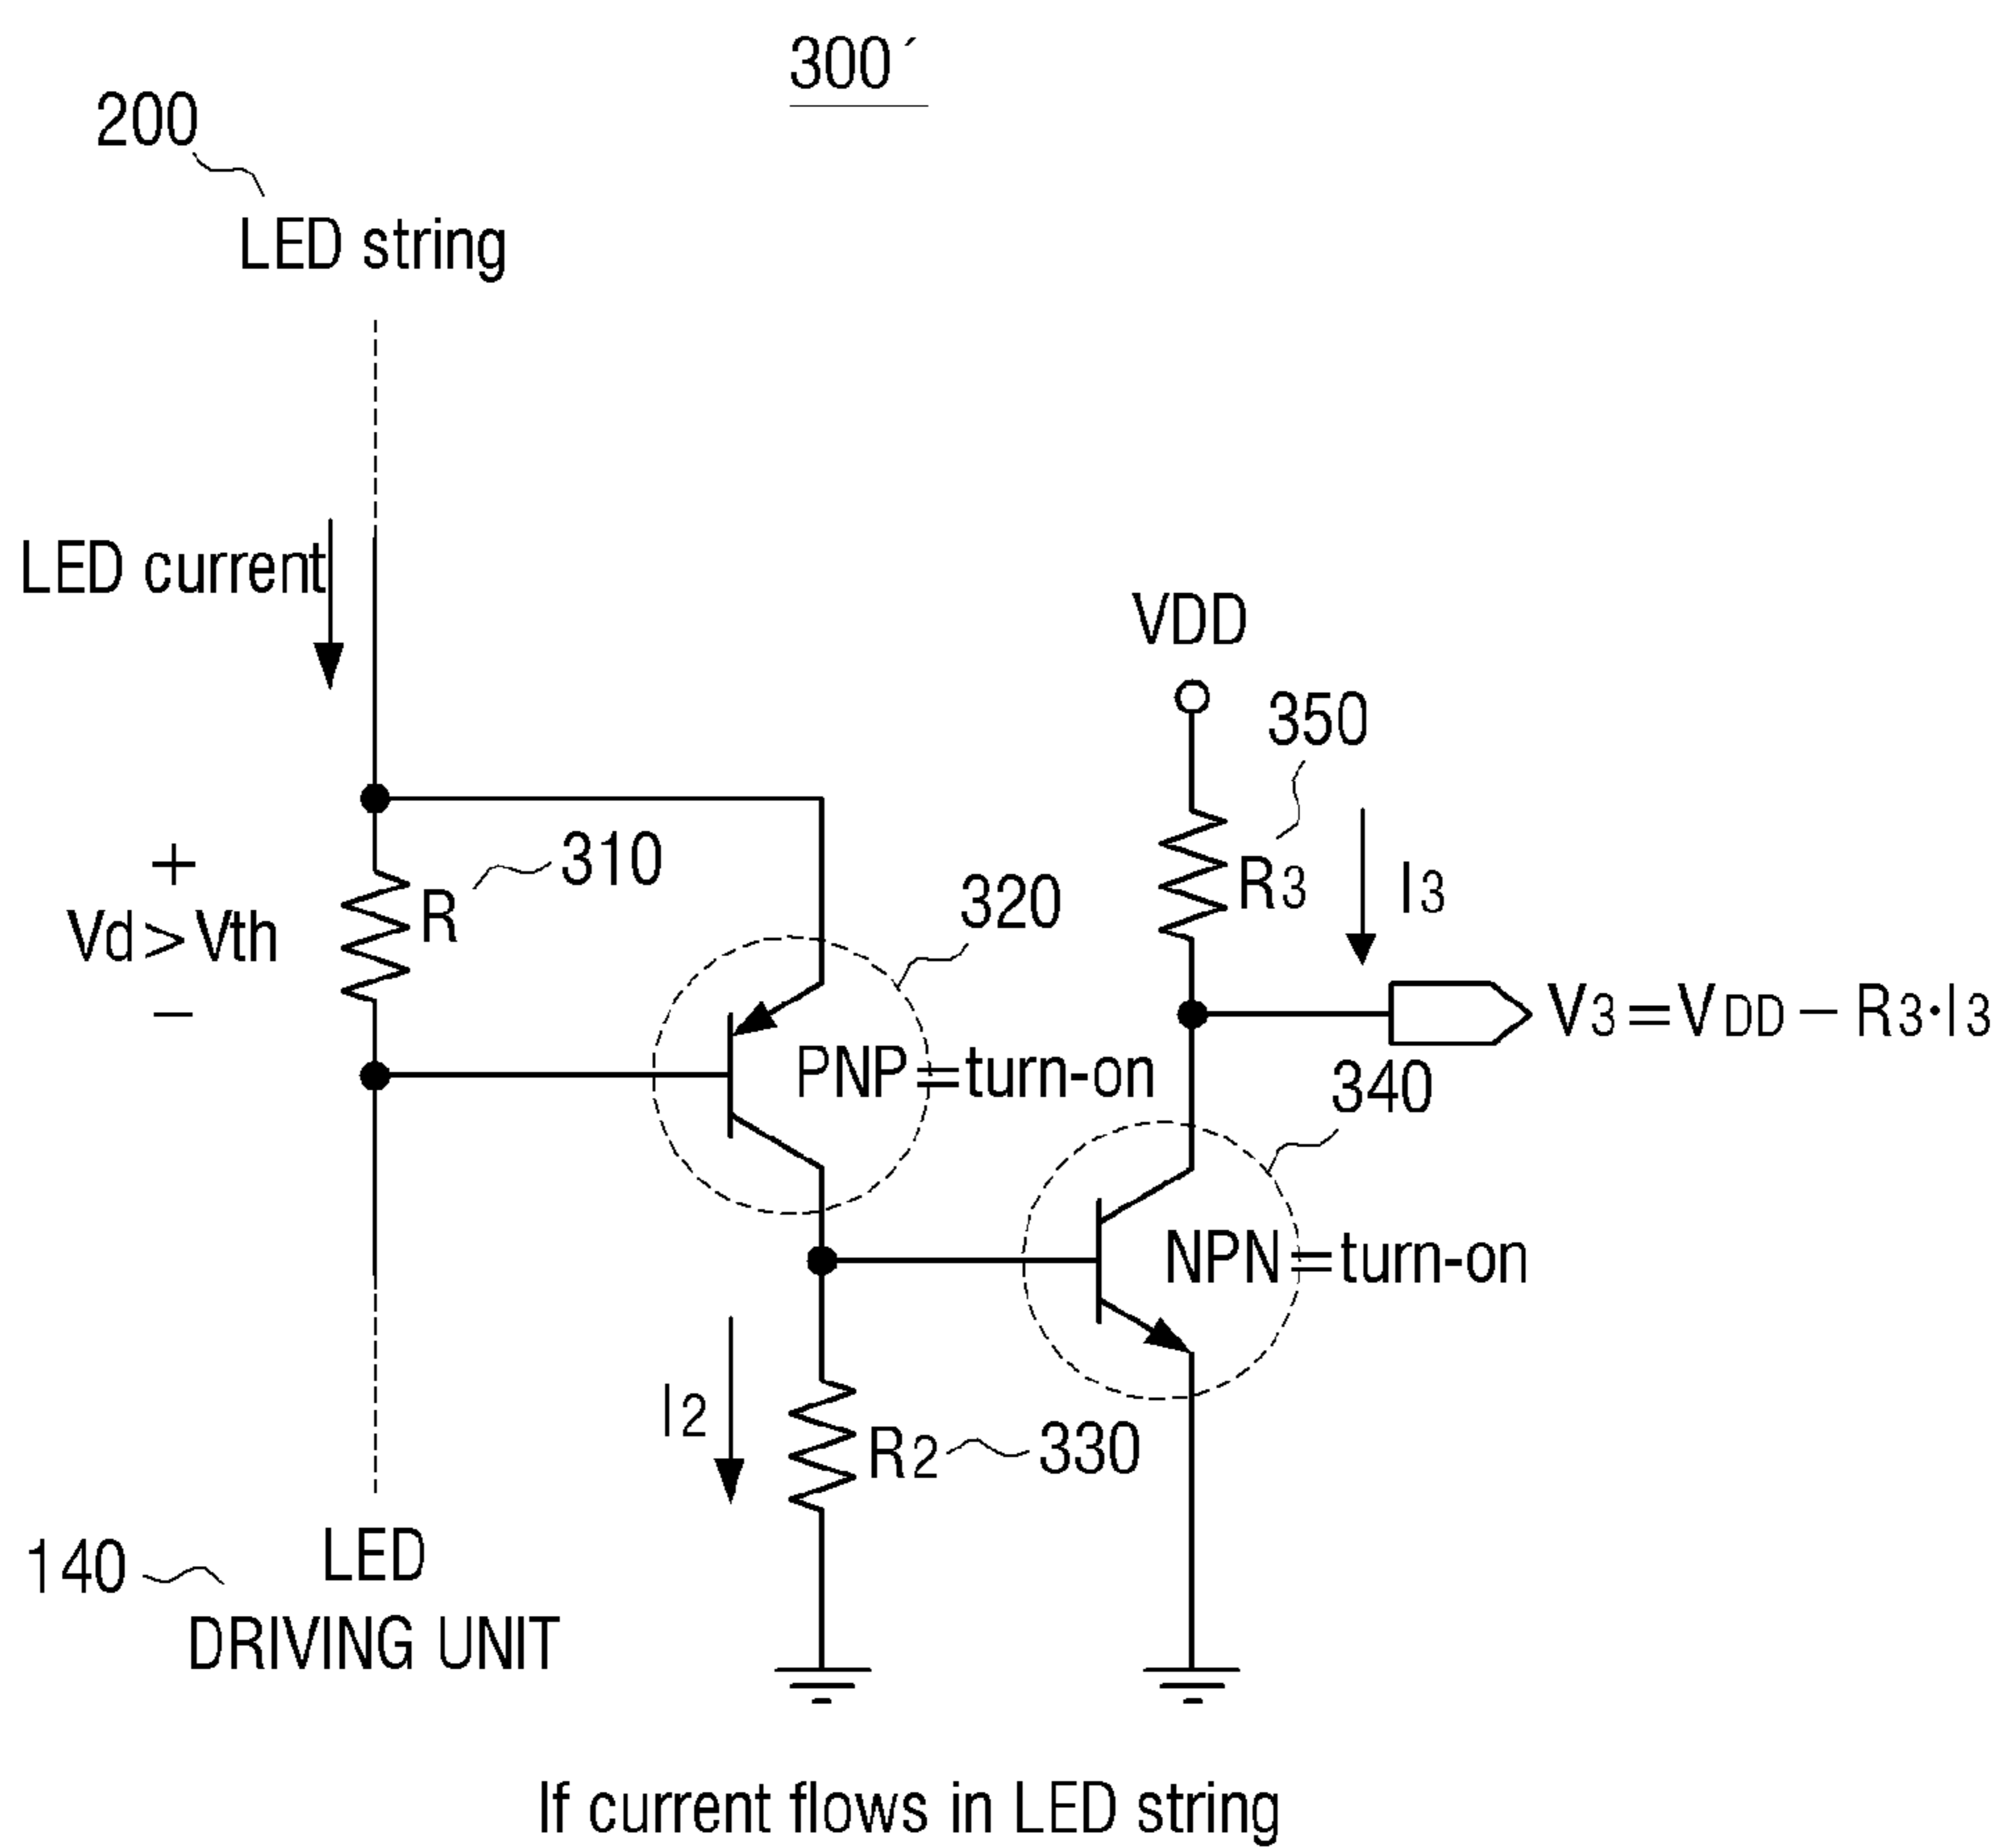 300´
200
LED string
LED current
VDD
350
R3
I3
+
310
R
Vd>Vth
−
320
V3=VDD−R3·I3
PNP=turn-on
340
NPN=turn-on
I2
R2
330
140
LED
DRIVING UNIT
If current flows in LED string